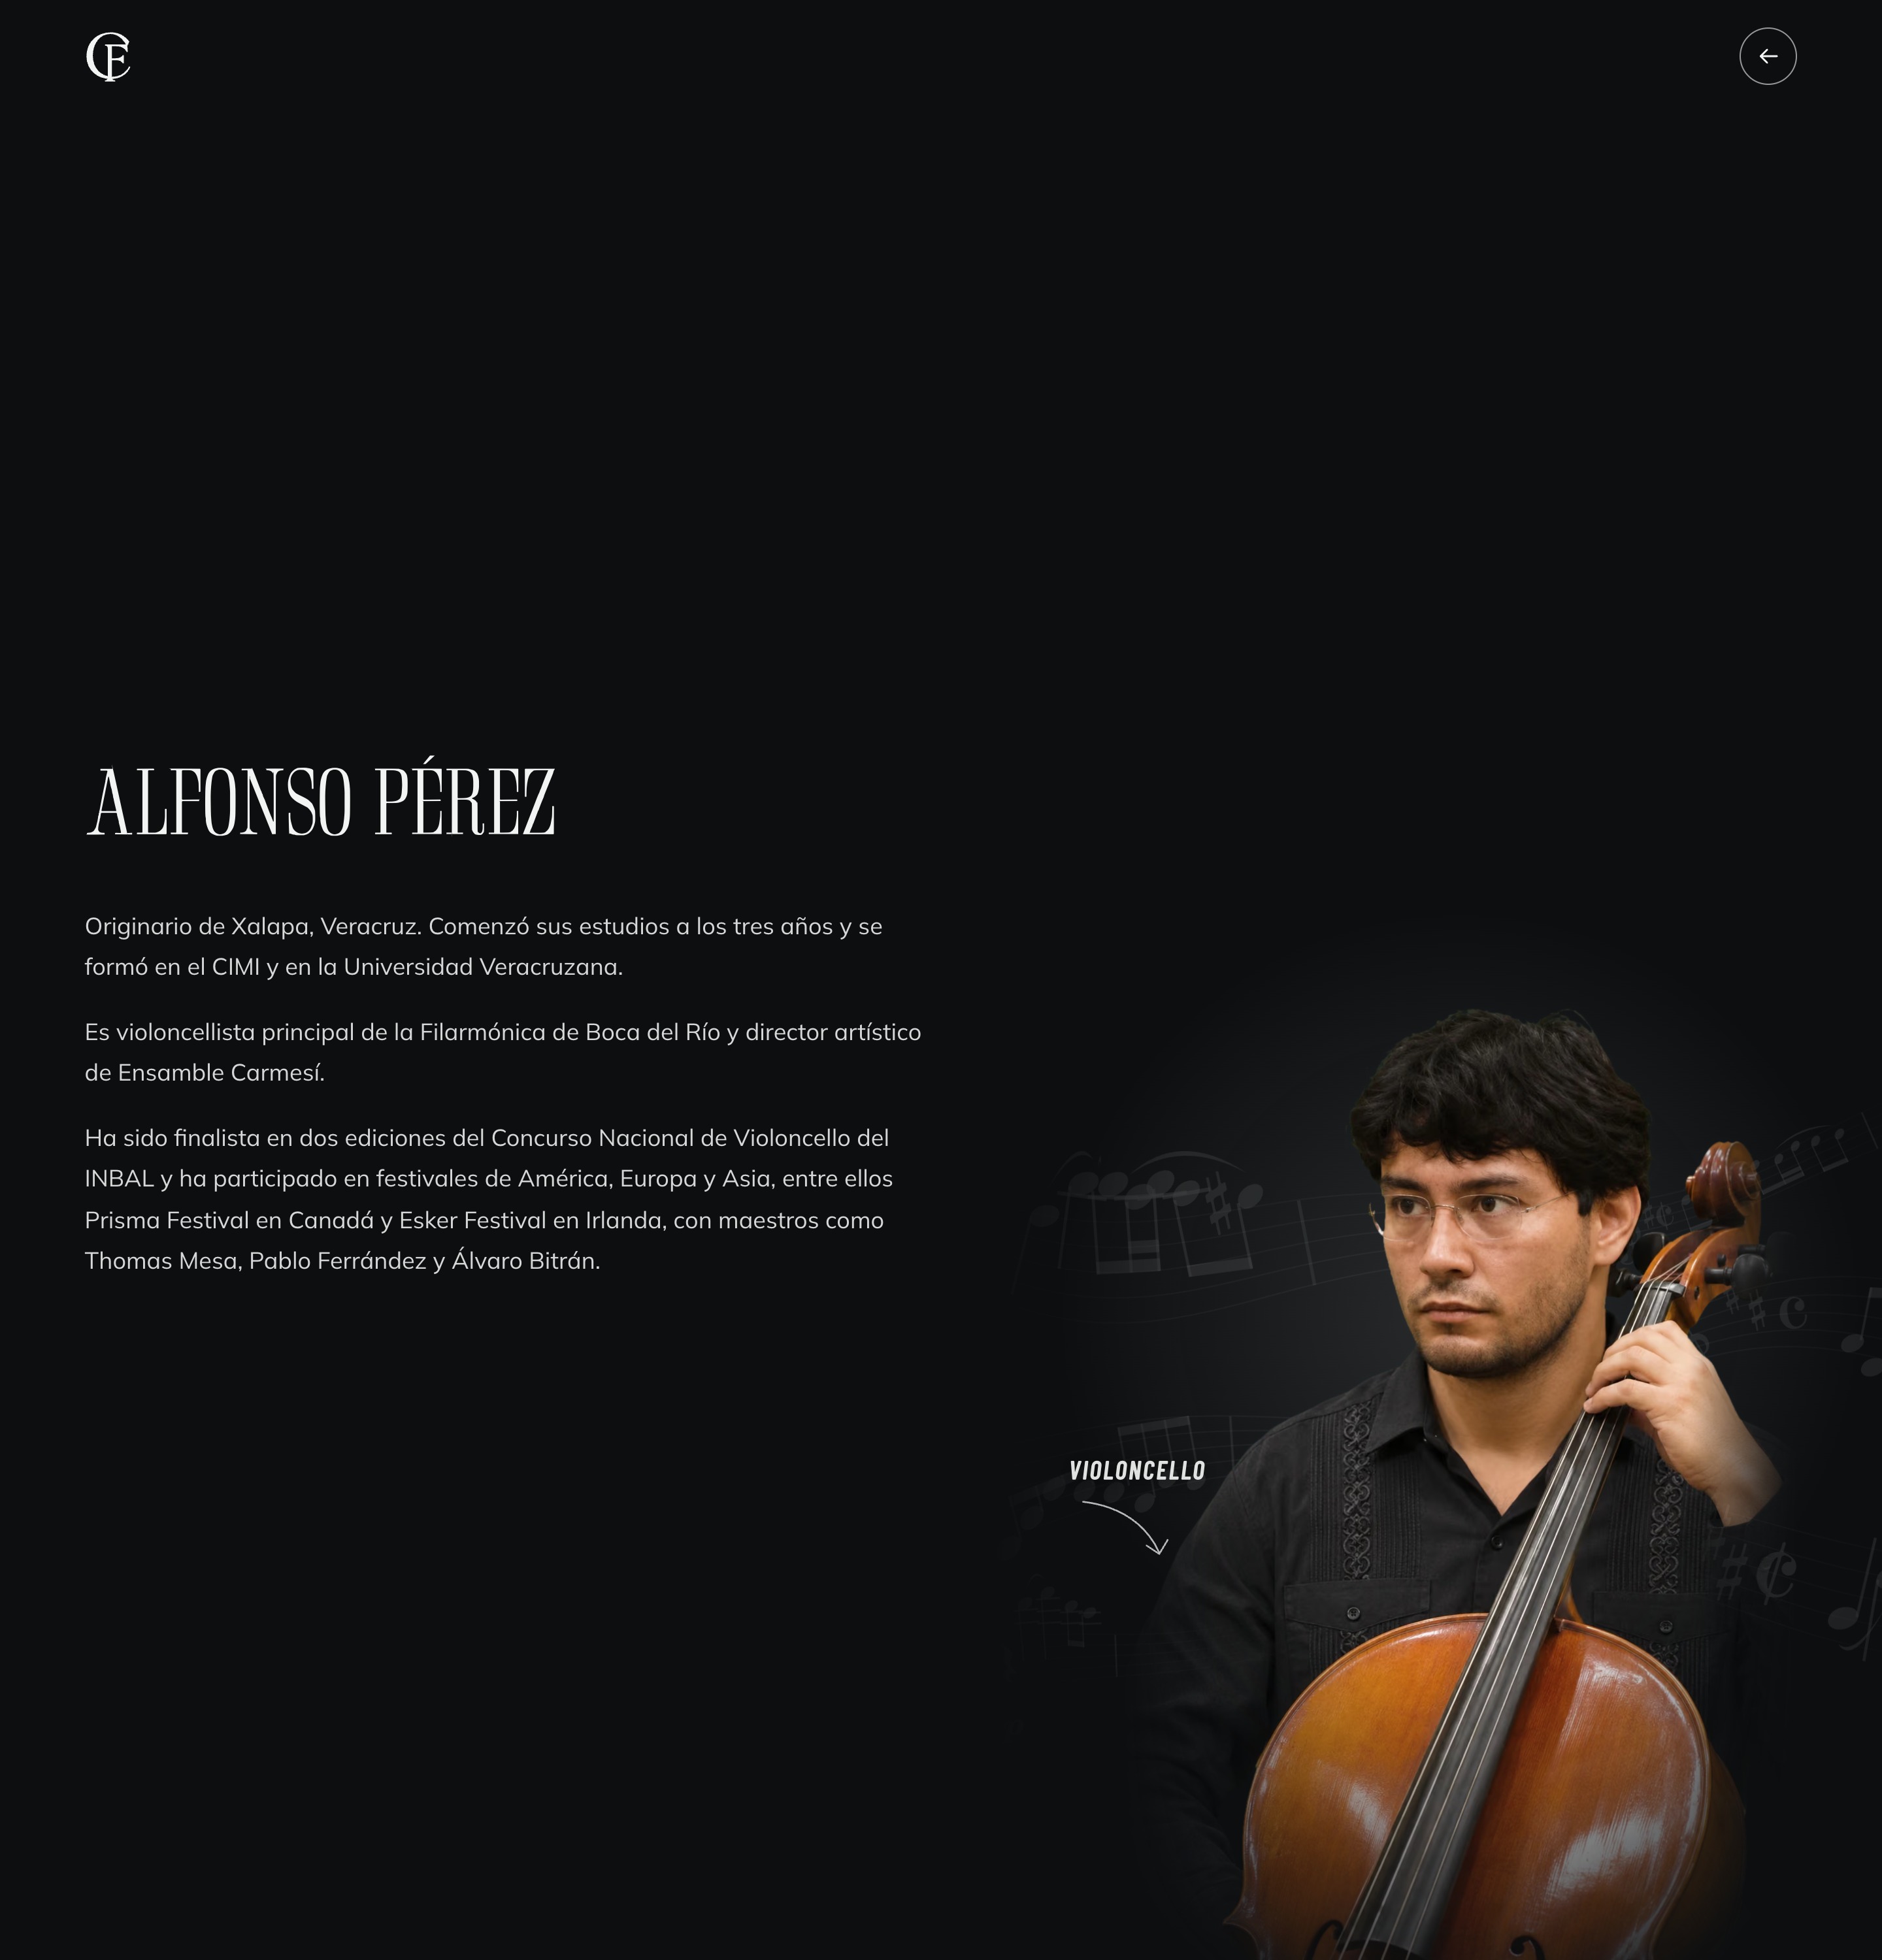 CF
ALFONSO PÉREZ
Originario de Xalapa, Veracruz. Comenzó sus estudios a los tres años y se
formó en el CIMI y en la Universidad Veracruzana.
Es violoncellista principal de la Filarmónica de Boca del Río y director artístico
de Ensamble Carmesí.
Ha sido finalista en dos ediciones del Concurso Nacional de Violoncello del
INBAL y ha participado en festivales de América, Europa y Asia, entre ellos
Prisma Festival en Canadá y Esker Festival en Irlanda, con maestros como
Thomas Mesa, Pablo Ferrández y Álvaro Bitrán.
VIOLONCELLO